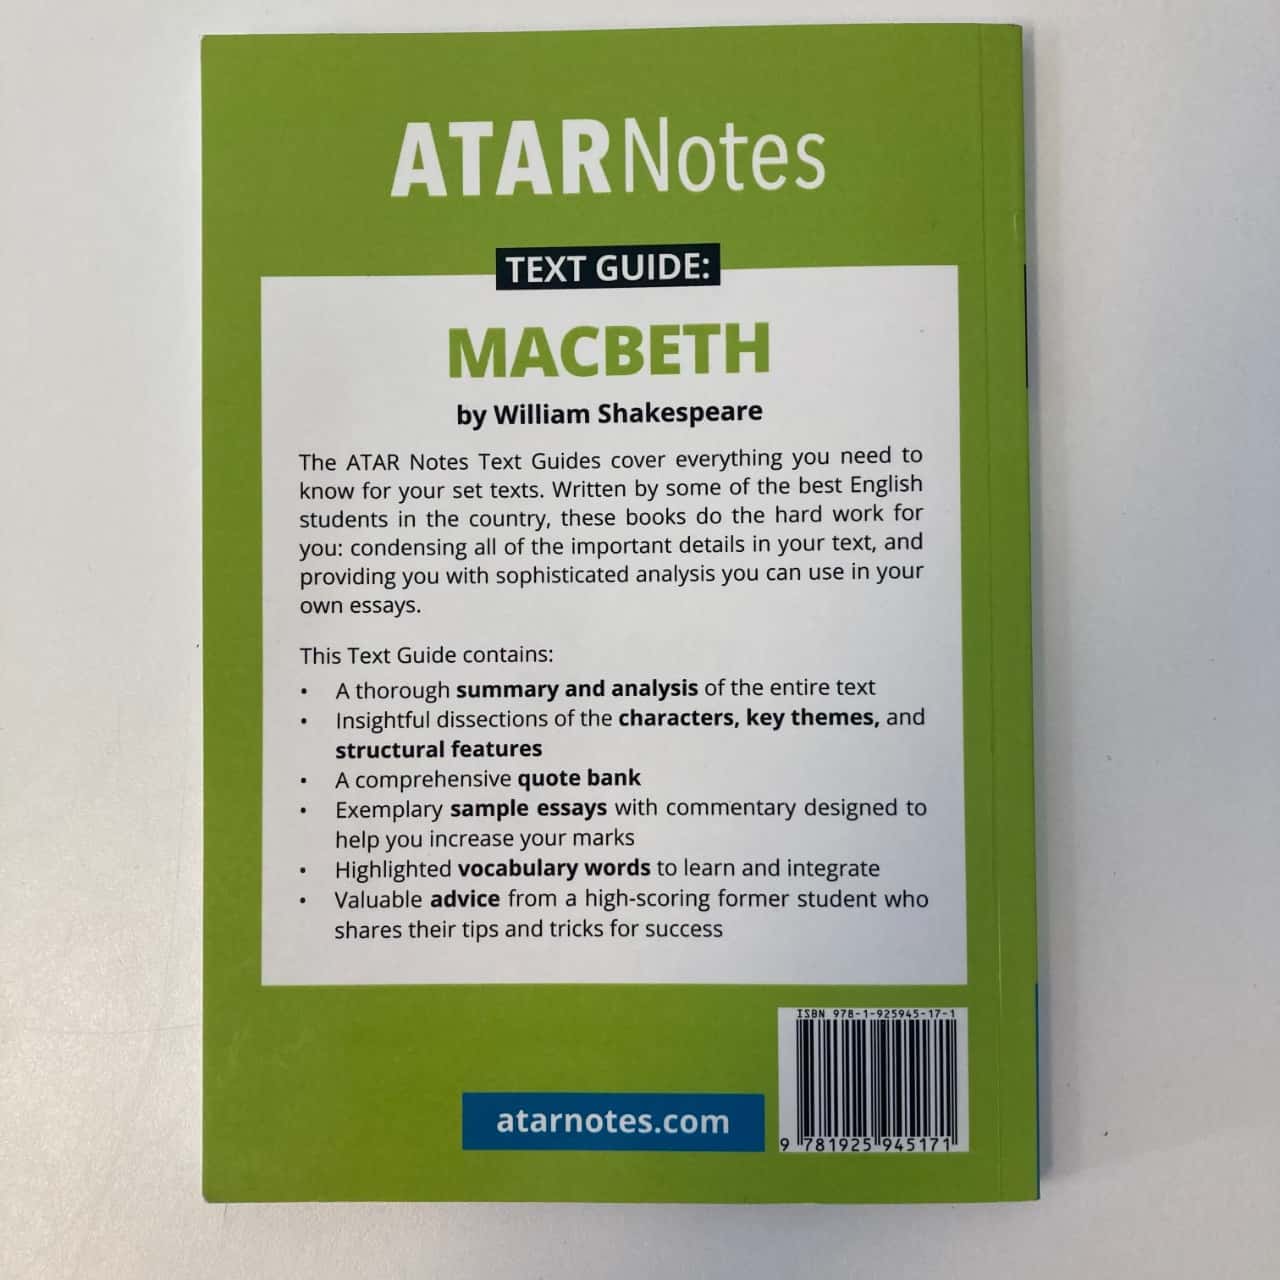 ATARNotes
TEXT GUIDE:
MACBETH
by William Shakespeare
The ATAR Notes Text Guides cover everything you need to
know for your set texts. Written by some of the best English
students in the country, these books do the hard work for
you: condensing all of the important details in your text, and
providing you with sophisticated analysis you can use in your
own essays.
This Text Guide contains:
• A thorough summary and analysis of the entire text
• Insightful dissections of the characters, key themes, and
structural features
• A comprehensive quote bank
• Exemplary sample essays with commentary designed to
help you increase your marks
• Highlighted vocabulary words to learn and integrate
• Valuable advice from a high-scoring former student who
shares their tips and tricks for success
ISBN 978-1-925945-17-1
atarnotes.com
9 781925 945171